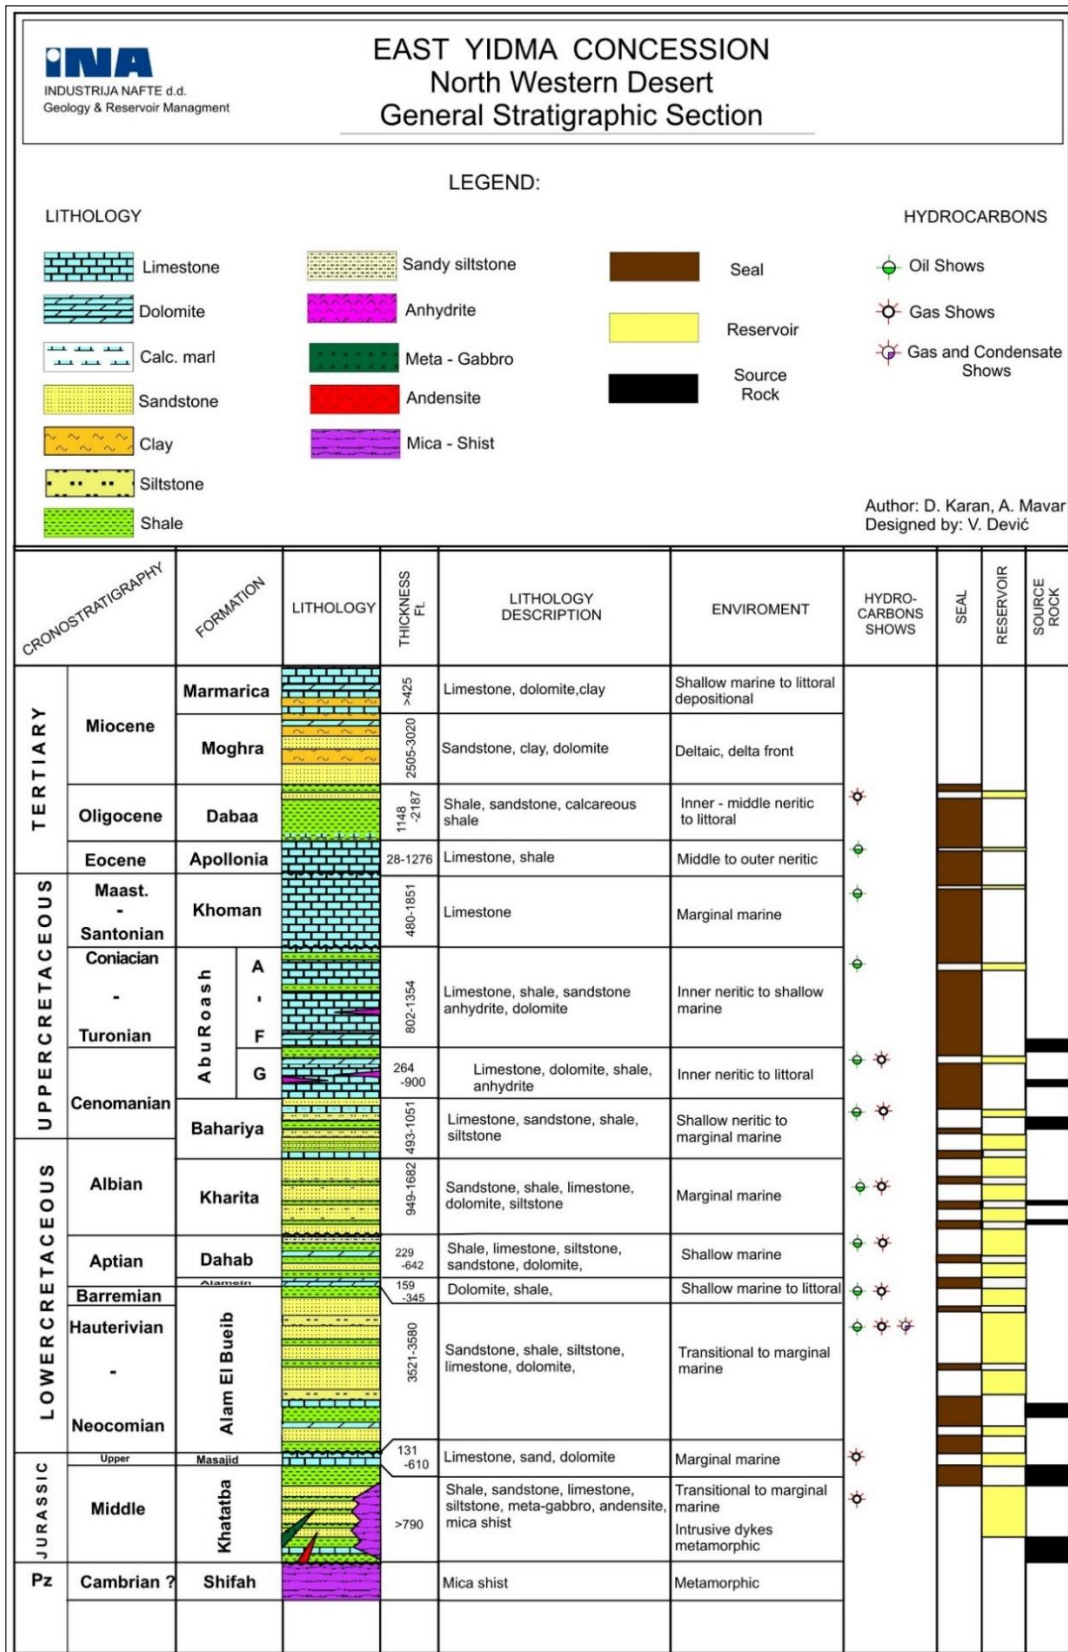 INA
INDUSTRIJA NAFTE d.d.
Geology & Reservoir Managment
EAST YIDMA CONCESSION
North Western Desert
General Stratigraphic Section
LEGEND:
LITHOLOGY
Limestone
Dolomite
Calc. marl
Sandstone
Clay
Siltstone
Shale
Sandy siltstone
Anhydrite
Meta - Gabbro
Andensite
Mica - Shist
Seal
Reservoir
Source
Rock
HYDROCARBONS
Oil Shows
Gas Shows
Gas and Condensate
Shows
Author: D. Karan, A. Mavar
Designed by: V. Dević
CRONOSTRATIGRAPHY
FORMATION
LITHOLOGY
THICKNESS
Ft.
LITHOLOGY
DESCRIPTION
ENVIROMENT
HYDRO-
CARBONS
SHOWS
SEAL
RESERVOIR
SOURCE
ROCK
TERTIARY
Miocene
Marmarica
>425
Limestone, dolomite,clay
Shallow marine to littoral
depositional
Moghra
2505-3020
Sandstone, clay, dolomite
Deltaic, delta front
Oligocene
Dabaa
1148
-2187
Shale, sandstone, calcareous
shale
Inner - middle neritic
to littoral
Eocene
Apollonia
28-1276
Limestone, shale
Middle to outer neritic
UPPERCRETACEOUS
Maast.
-
Santonian
Khoman
480-1851
Limestone
Marginal marine
Coniacian
-
Turonian
AbuRoash
A
-
F
802-1354
Limestone, shale, sandstone
anhydrite, dolomite
Inner neritic to shallow
marine
Cenomanian
G
264
-900
Limestone, dolomite, shale,
anhydrite
Inner neritic to littoral
Bahariya
493-1051
Limestone, sandstone, shale,
siltstone
Shallow neritic to
marginal marine
LOWERCRETACEOUS
Albian
Kharita
949-1682
Sandstone, shale, limestone,
dolomite, siltstone
Marginal marine
Aptian
Dahab
229
-642
Shale, limestone, siltstone,
sandstone, dolomite,
Shallow marine
Alamein
159
-345
Dolomite, shale,
Shallow marine to littoral
Barremian
Hauterivian
-
Neocomian
Alam El Bueib
3521-3580
Sandstone, shale, siltstone,
limestone, dolomite,
Transitional to marginal
marine
JURASSIC
Upper
Masajid
131
-610
Limestone, sand, dolomite
Marginal marine
Middle
Khatatba
>790
Shale, sandstone, limestone,
siltstone, meta-gabbro, andensite,
mica shist
Transitional to marginal
marine
Intrusive dykes
metamorphic
Pz
Cambrian ?
Shifah
Mica shist
Metamorphic